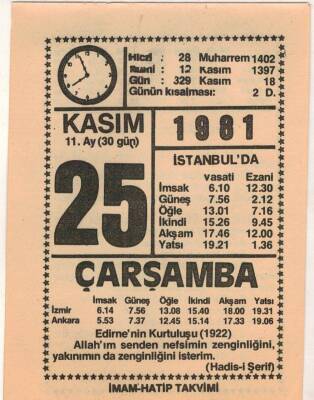 Hicri : 28 Muharrem 1402
Rumi : 12 Kasım 1397
Gün : 329 Kasım 18
Günün kısalması: 2 D.
KASIM
11. Ay (30 gün)
25
1981
İSTANBUL'DA
vasati Ezani
İmsak 6.10 12.30
Güneş 7.56 2.12
Öğle 13.01 7.16
İkindi 15.26 9.45
Akşam 17.46 12.00
Yatsı 19.21 1.36
ÇARŞAMBA
İmsak Güneş Öğle İkindi Akşam Yatsı
İzmir 6.14 7.56 13.08 15.40 18.00 19.31
Ankara 5.53 7.37 12.45 15.14 17.33 19.06
Edirne'nin Kurtuluşu (1922)
Allah'ım senden nefsimin zenginliğini,
yakınımın da zenginliğini isterim.
(Hadis-i Şerif)
İMAM-HATİP TAKVİMİ